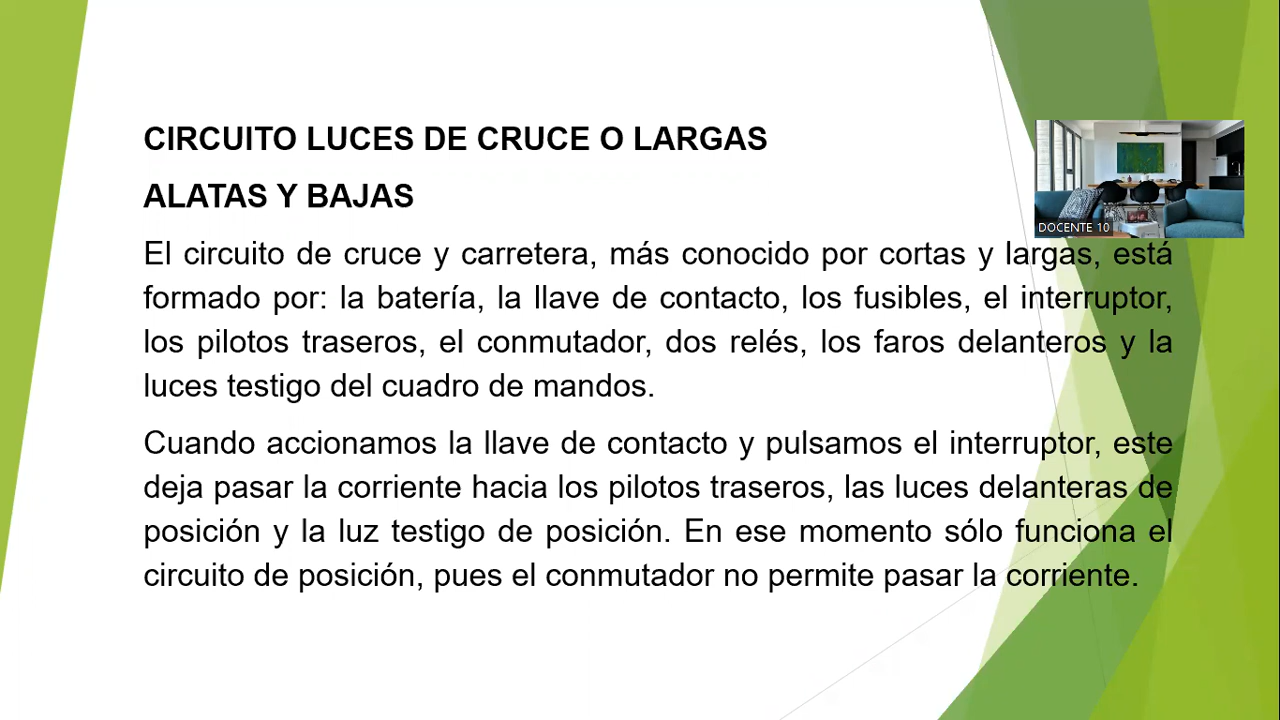 CIRCUITO LUCES DE CRUCE O LARGAS
ALATAS Y BAJAS
DOCENTE 10
El circuito de cruce y carretera, más conocido por cortas y largas, está
formado por: la batería, la llave de contacto, los fusibles, el interruptor,
los pilotos traseros, el conmutador, dos relés, los faros delanteros y la
luces testigo del cuadro de mandos.
Cuando accionamos la llave de contacto y pulsamos el interruptor, este
deja pasar la corriente hacia los pilotos traseros, las luces delanteras de
posición y la luz testigo de posición. En ese momento sólo funciona el
circuito de posición, pues el conmutador no permite pasar la corriente.